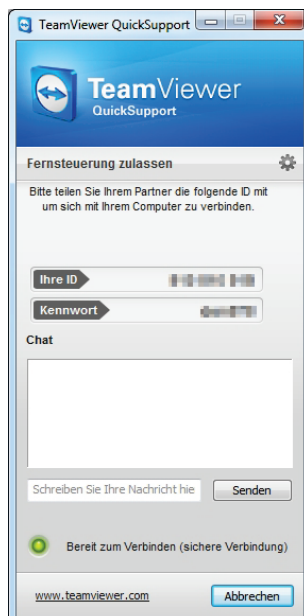 TeamViewer QuickSupport
TeamViewer
QuickSupport
Fernsteuerung zulassen
Bitte teilen Sie Ihrem Partner die folgende ID mit
um sich mit Ihrem Computer zu verbinden.
Ihre ID
Kennwort
Chat
Schreiben Sie Ihre Nachricht hie
Senden
Bereit zum Verbinden (sichere Verbindung)
www.teamviewer.com
Abbrechen